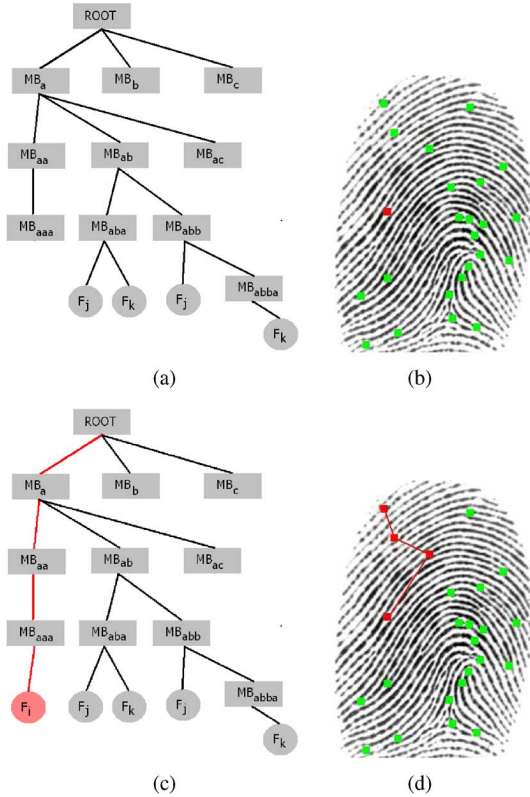 ROOT
MBa MBb MBc
MBaa MBab MBac
MBaaa MBaba MBabb
Fj Fk Fj MBabba
Fk
(a) (b)
ROOT
MBa MBb MBc
MBaa MBab MBac
MBaaa MBaba MBabb
Fi Fj Fk Fj MBabba
Fk
(c) (d)